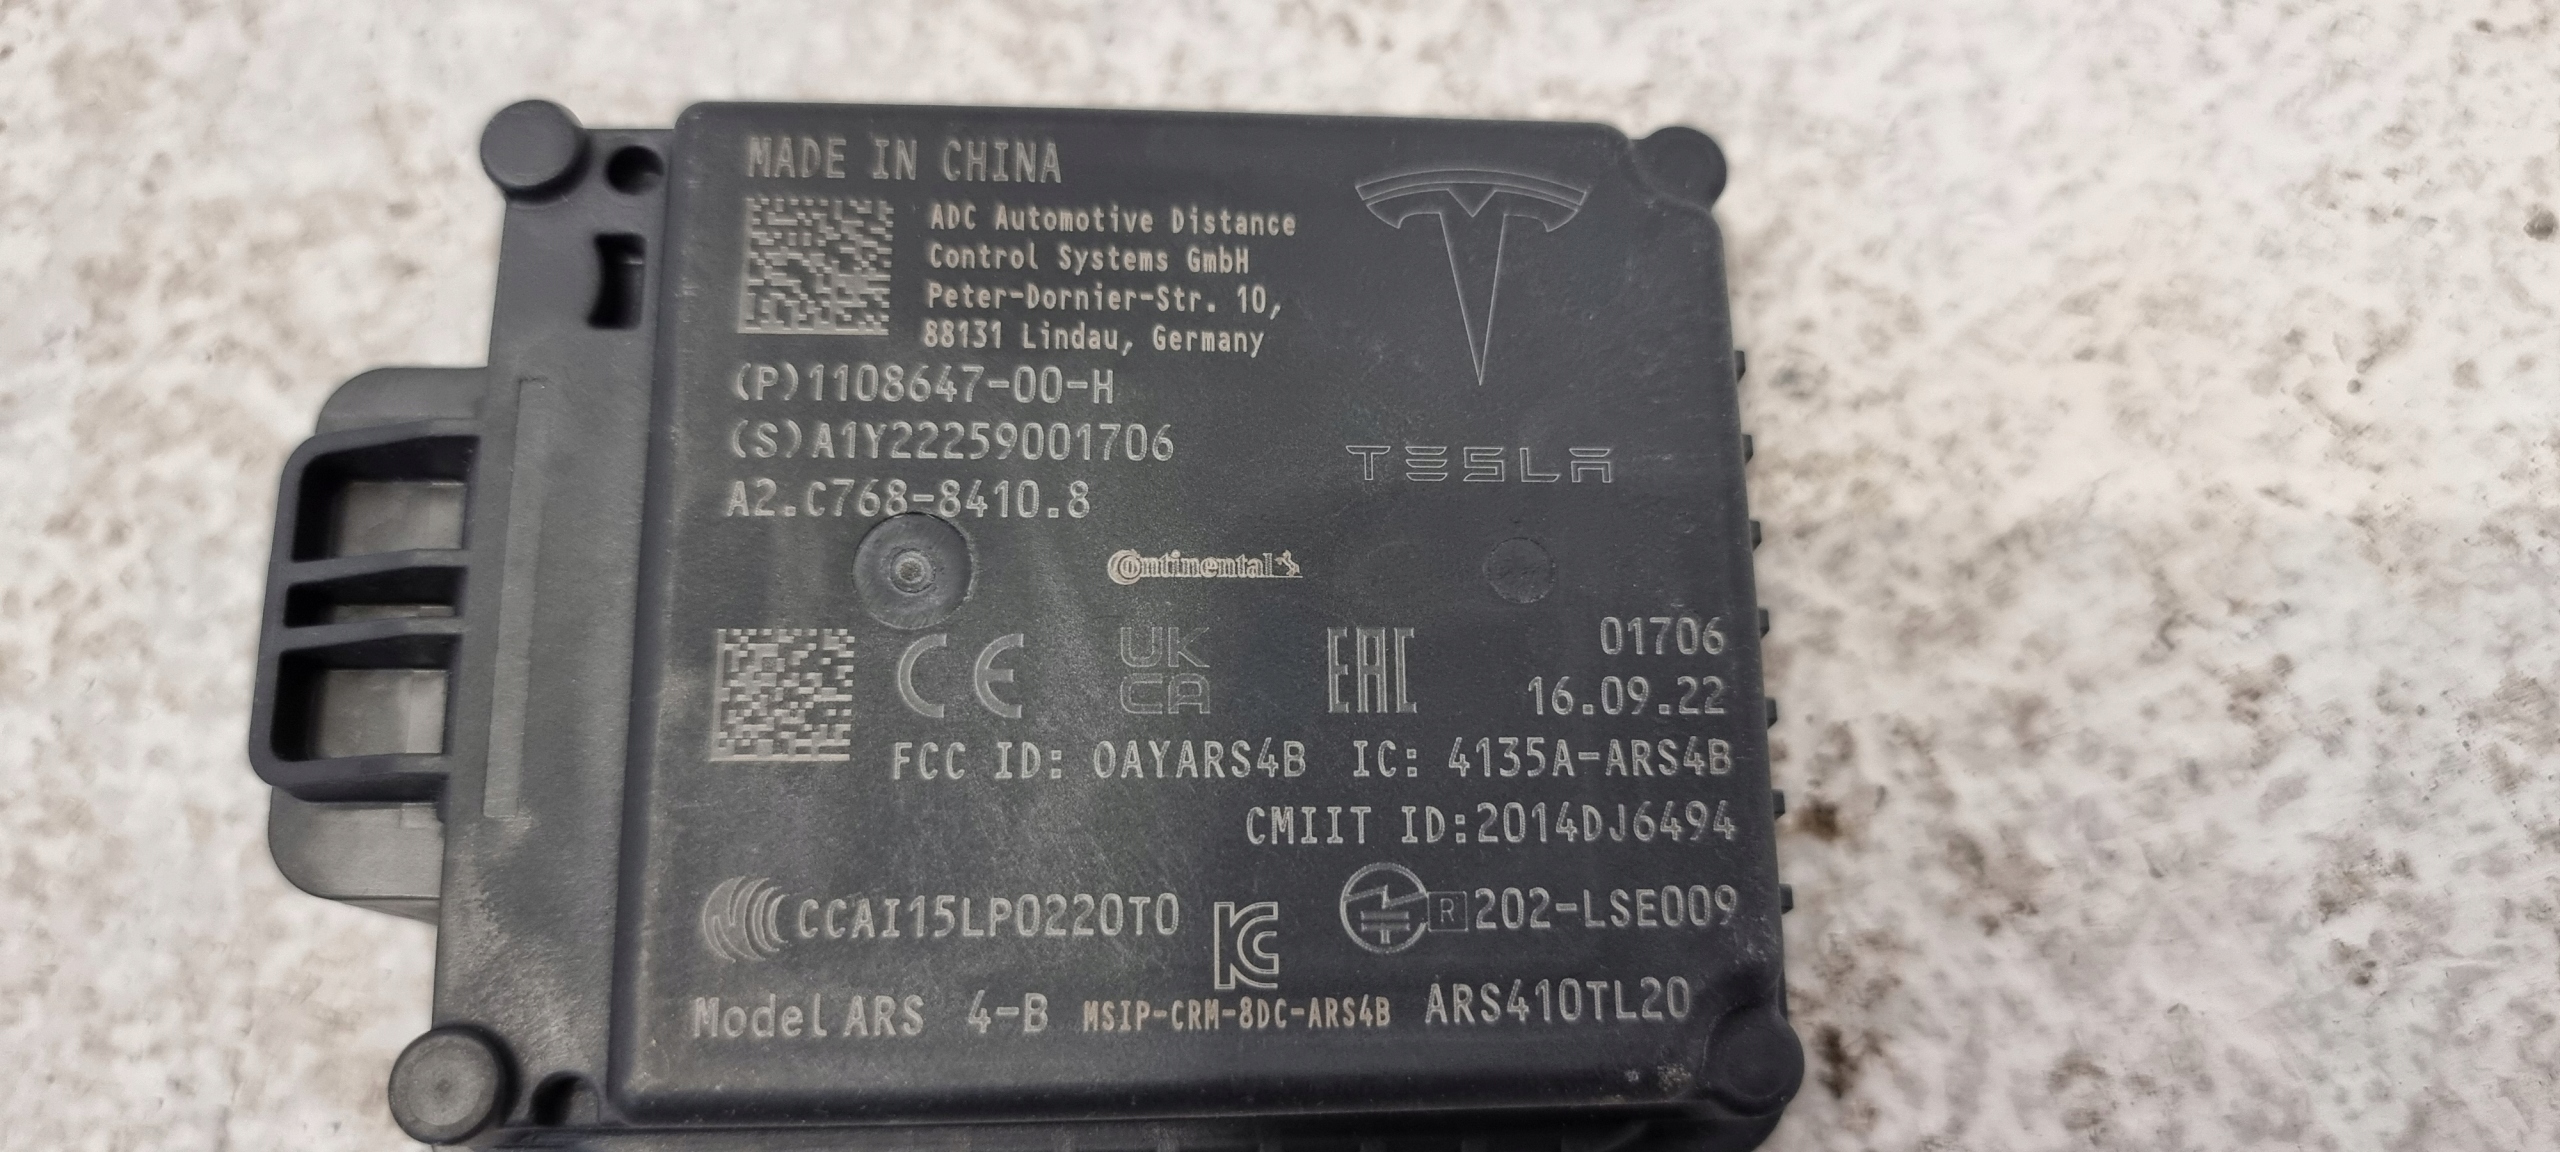 MADE IN CHINA
ADC Automotive Distance
Control Systems GmbH
Peter-Dornier-Str. 10,
88131 Lindau, Germany
(P)1108647-00-H
(S)A1Y22259001706
A2.C768-8410.8
TESLA
Continental
CE UK CA EAC
01706
16.09.22
FCC ID: OAYARS4B IC: 4135A-ARS4B
CMIIT ID:2014DJ6494
CCAI15LP0220T0
KC
R 202-LSE009
Model ARS 4-B MSIP-CRM-8DC-ARS4B ARS410TL20